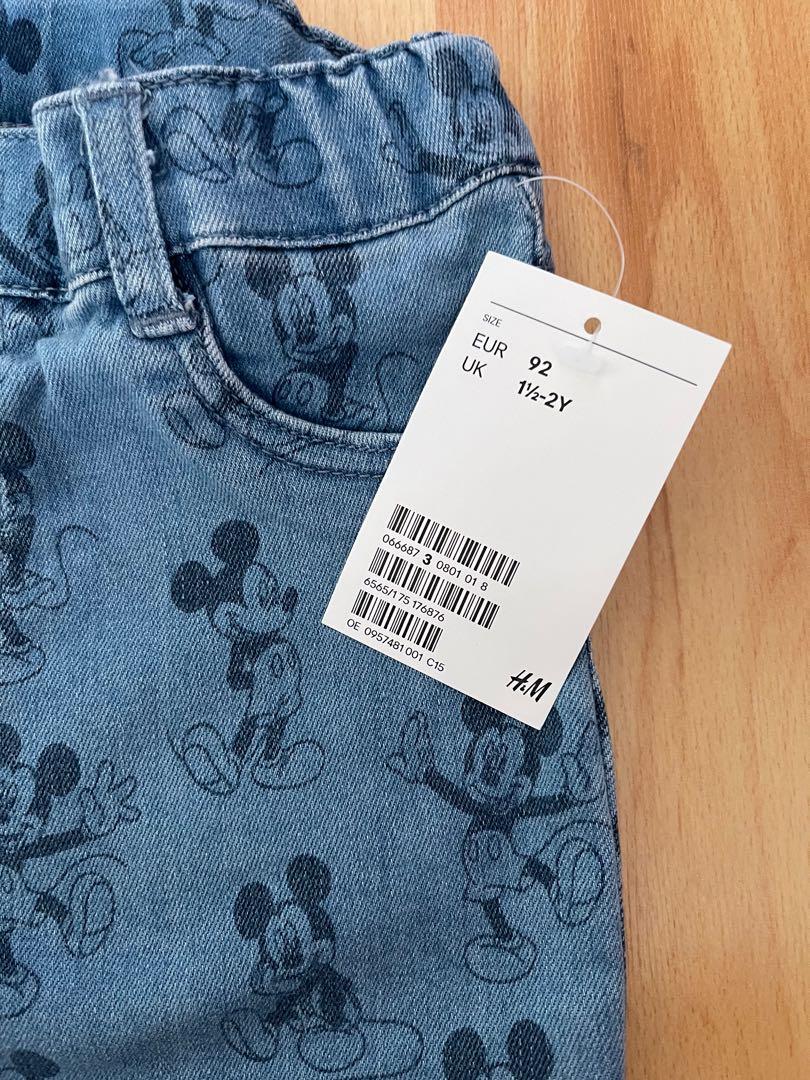 SIZE
EUR 92
UK 1½-2Y
066687 3 0801 01 8
6565/175 176876
OE 0957481001 C15
H&M